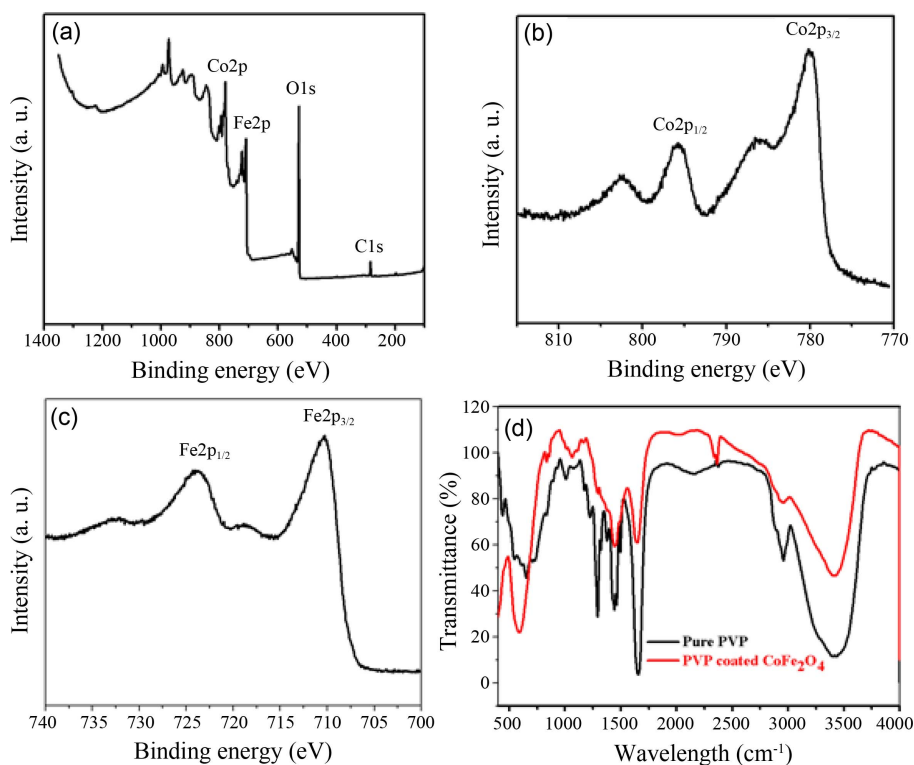 (a)
Co2p
O1s
Fe2p
C1s
Intensity (a. u.)
1400 1200 1000 800 600 400 200
Binding energy (eV)
(b)
Co2p3/2
Co2p1/2
Intensity (a. u.)
810 800 790 780 770
Binding energy (eV)
(c)
Fe2p3/2
Fe2p1/2
Intensity (a. u.)
740 735 730 725 720 715 710 705 700
Binding energy (eV)
(d)
120
100
80
60
40
20
0
Transmittance (%)
Pure PVP
PVP coated CoFe2O4
500 1000 1500 2000 2500 3000 3500 4000
Wavelength (cm-1)